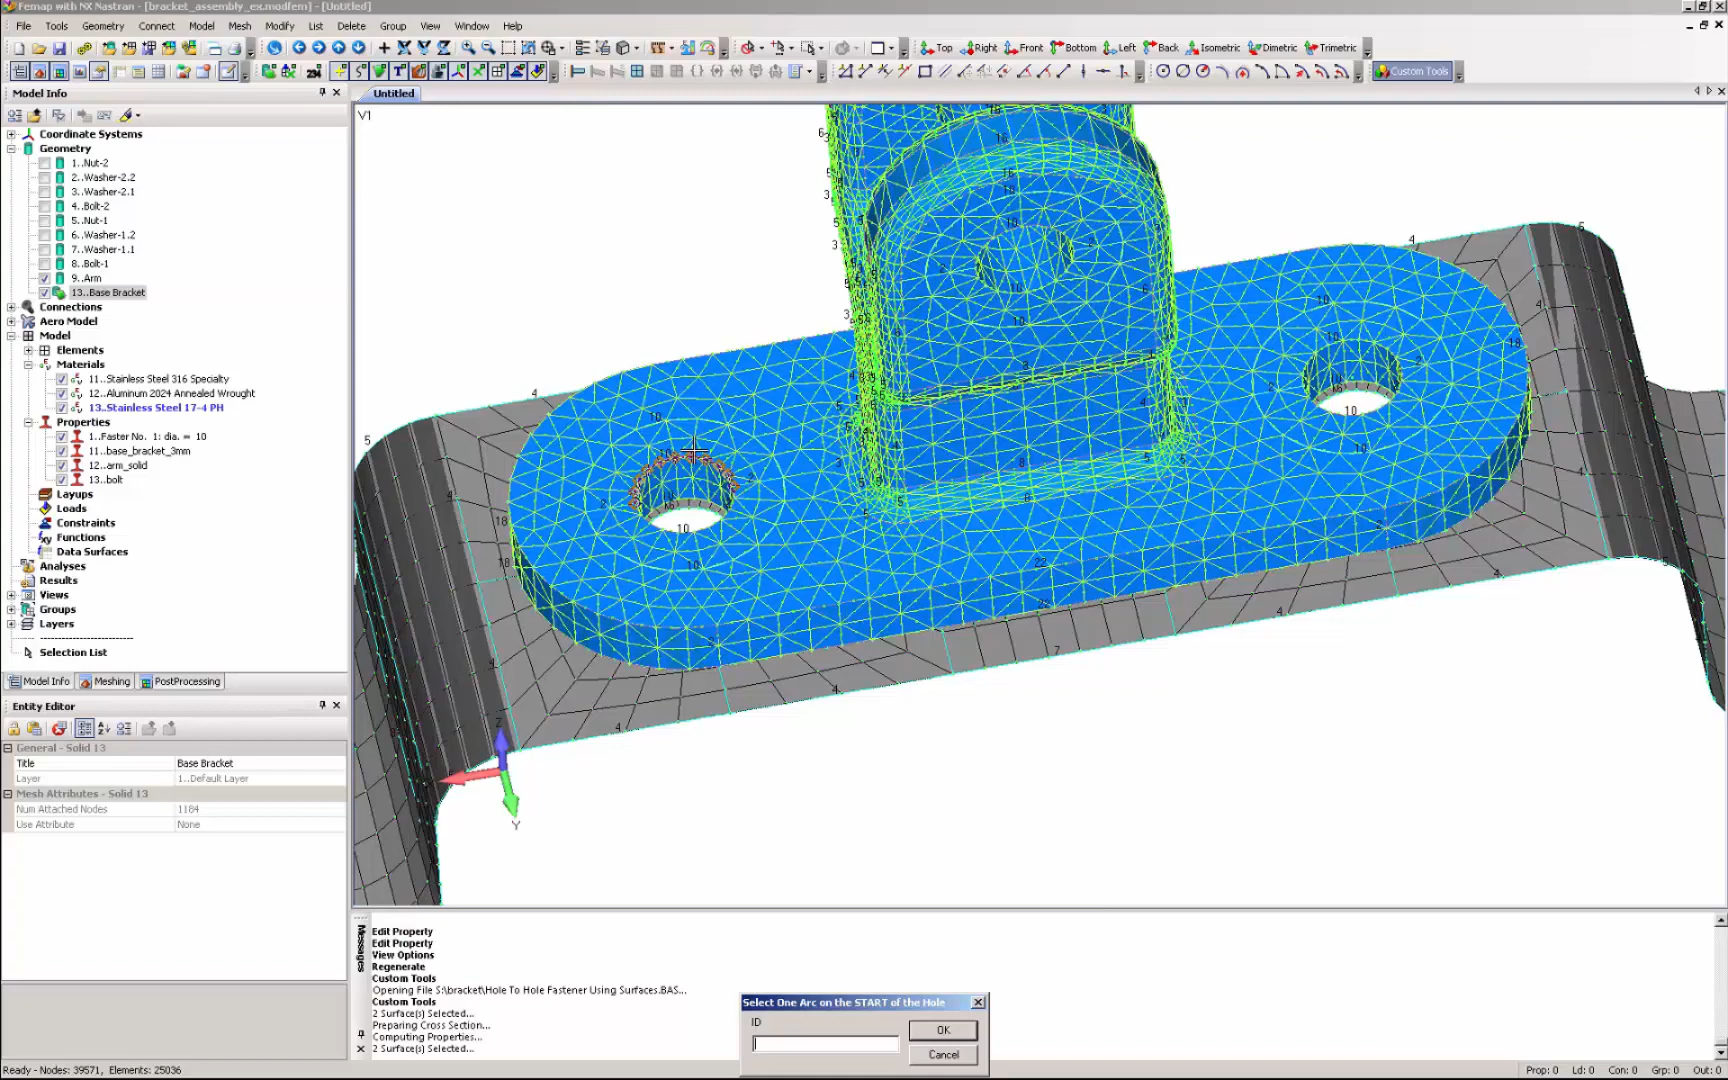 Femap with NX Nastran - [bracket_assembly_ex.modfem] - [Untitled]
File Tools Geometry Connect Model Mesh Modify List Delete Group View Window Help
Top Right Front Bottom Left Back Isometric Dimetric Trimetric
Custom Tools
Model Info
Untitled
V1
Coordinate Systems
Geometry
1..Nut-2
2..Washer-2.2
3..Washer-2.1
4..Bolt-2
5..Nut-1
6..Washer-1.2
7..Washer-1.1
8..Bolt-1
9..Arm
13..Base Bracket
Connections
Aero Model
Model
Elements
Materials
11..Stainless Steel 316 Specialty
12..Aluminum 2024 Annealed Wrought
13..Stainless Steel 17-4 PH
Properties
1..Faster No. 1: dia. = 10
11..base_bracket_3mm
12..arm_solid
13..bolt
Layups
Loads
Constraints
Functions
Data Surfaces
Analyses
Results
Views
Groups
Layers
Selection List
Model Info Meshing PostProcessing
Entity Editor
General - Solid 13
Title Base Bracket
Layer 1..Default Layer
Mesh Attributes - Solid 13
Num Attached Nodes 1184
Use Attribute None
Z
Y
Messages
Edit Property
Edit Property
View Options
Regenerate
Custom Tools
Opening File S:\bracket\Hole To Hole Fastener Using Surfaces.BAS...
Custom Tools
2 Surface(s) Selected...
Preparing Cross Section...
Computing Properties...
2 Surface(s) Selected...
Select One Arc on the START of the Hole
ID
OK
Cancel
Ready - Nodes: 39571, Elements: 25036
Prop: 0 Ld: 0 Con: 0 Grp: 0 Out: 0